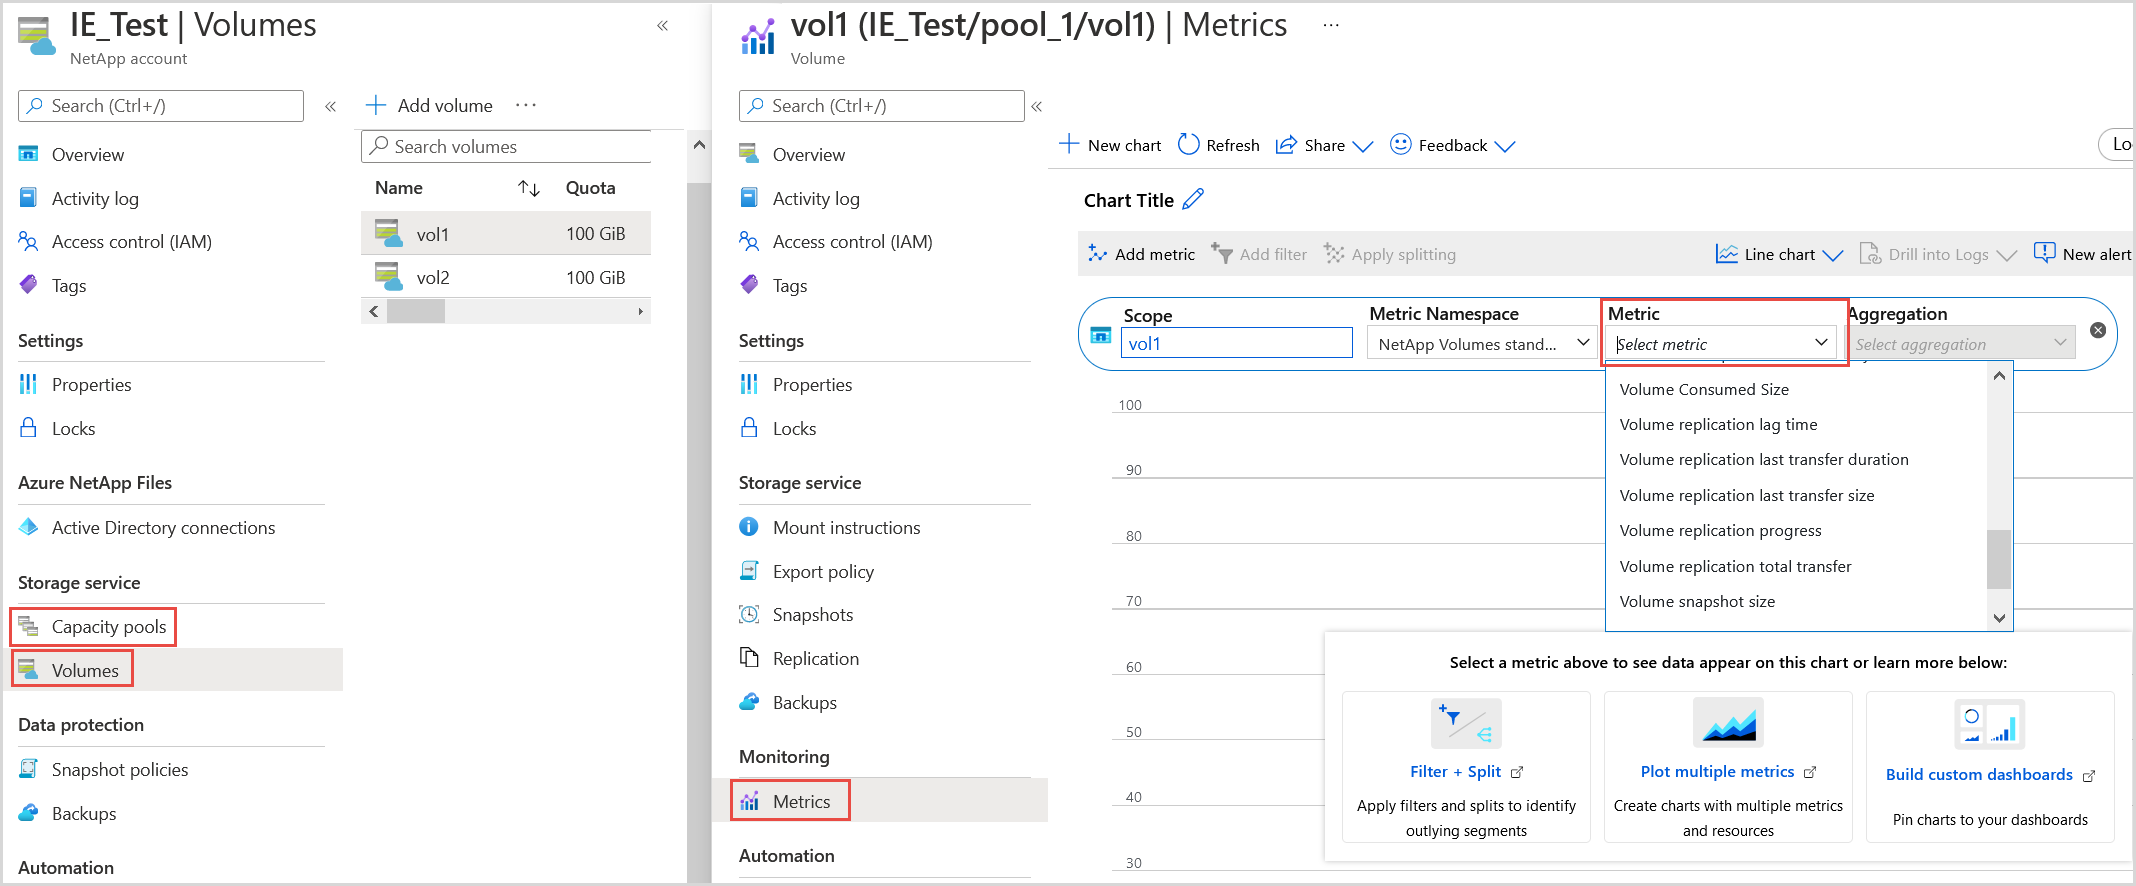 IE_Test | Volumes
NetApp account
«
Search (Ctrl+/)
«
Overview
Activity log
Access control (IAM)
Tags
Settings
Properties
Locks
Azure NetApp Files
Active Directory connections
Storage service
Capacity pools
Volumes
Data protection
Snapshot policies
Backups
Automation
Add volume ···
Search volumes
Name Quota
vol1 100 GiB
vol2 100 GiB
vol1 (IE_Test/pool_1/vol1) | Metrics ···
Volume
Search (Ctrl+/)
«
Overview
Activity log
Access control (IAM)
Tags
Settings
Properties
Locks
Storage service
Mount instructions
Export policy
Snapshots
Replication
Backups
Monitoring
Metrics
Automation
New chart Refresh Share Feedback
Chart Title
Add metric Add filter Apply splitting Line chart Drill into Logs New alert
Scope Metric Namespace Metric Aggregation
vol1 NetApp Volumes stand... Select metric Select aggregation
Volume Consumed Size
Volume replication lag time
Volume replication last transfer duration
Volume replication last transfer size
Volume replication progress
Volume replication total transfer
Volume snapshot size
100
90
80
70
60
50
40
30
Select a metric above to see data appear on this chart or learn more below:
Filter + Split
Apply filters and splits to identify
outlying segments
Plot multiple metrics
Create charts with multiple metrics
and resources
Build custom dashboards
Pin charts to your dashboards